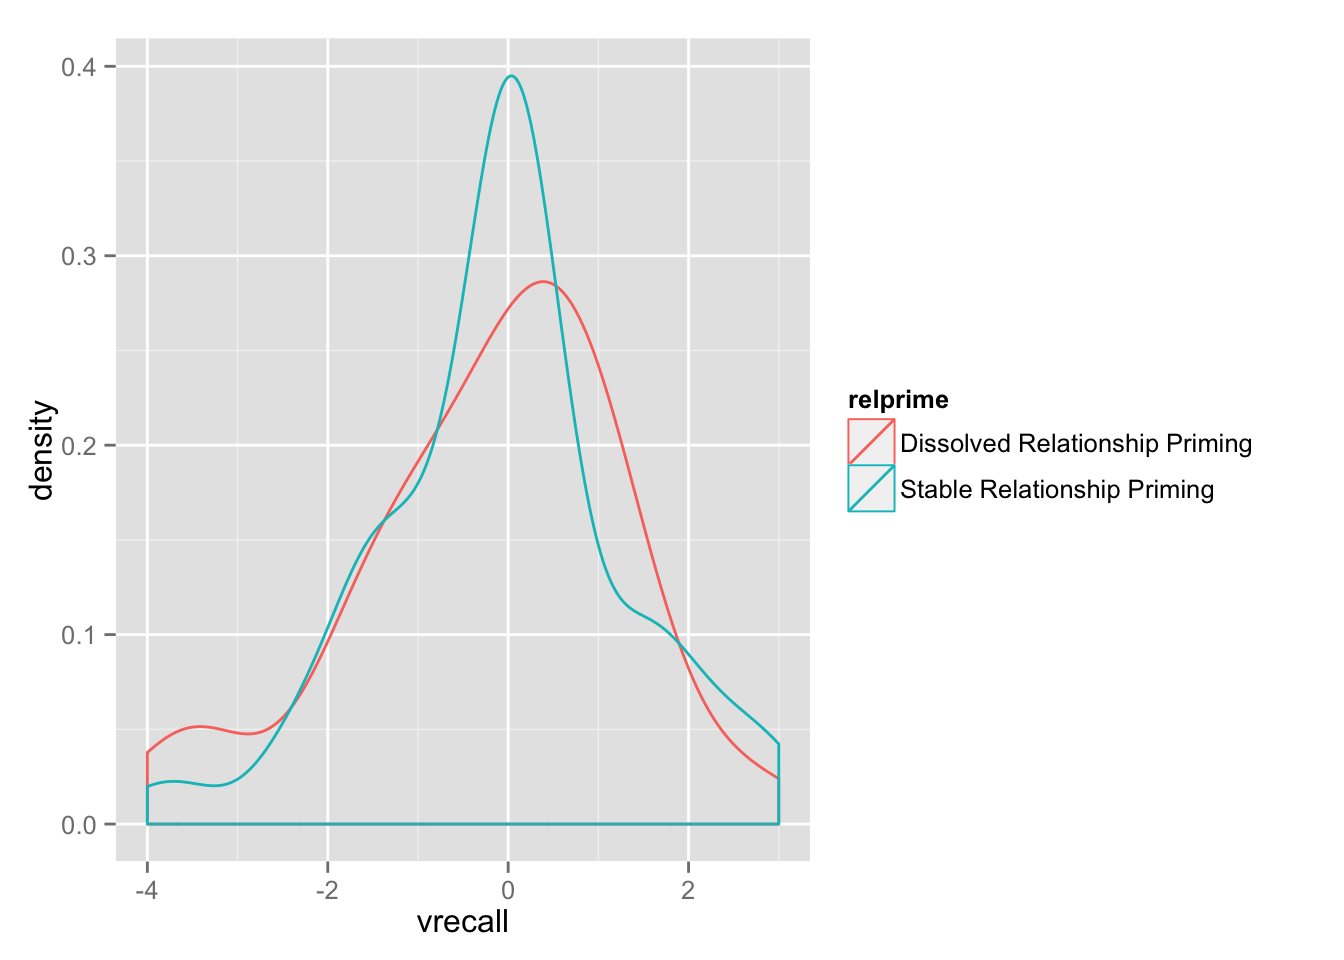 0.4
0.3
0.2
0.1
0.0
density
-4
-2
0
2
vrecall
relprime
Dissolved Relationship Priming
Stable Relationship Priming